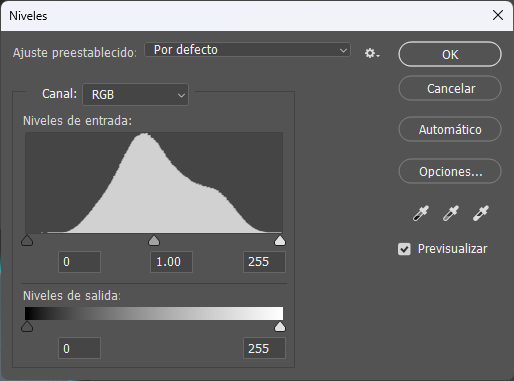 Niveles
Ajuste preestablecido: Por defecto
OK
Canal: RGB
Cancelar
Niveles de entrada:
Automático
Opciones...
0 1.00 255
Previsualizar
Niveles de salida:
0 255